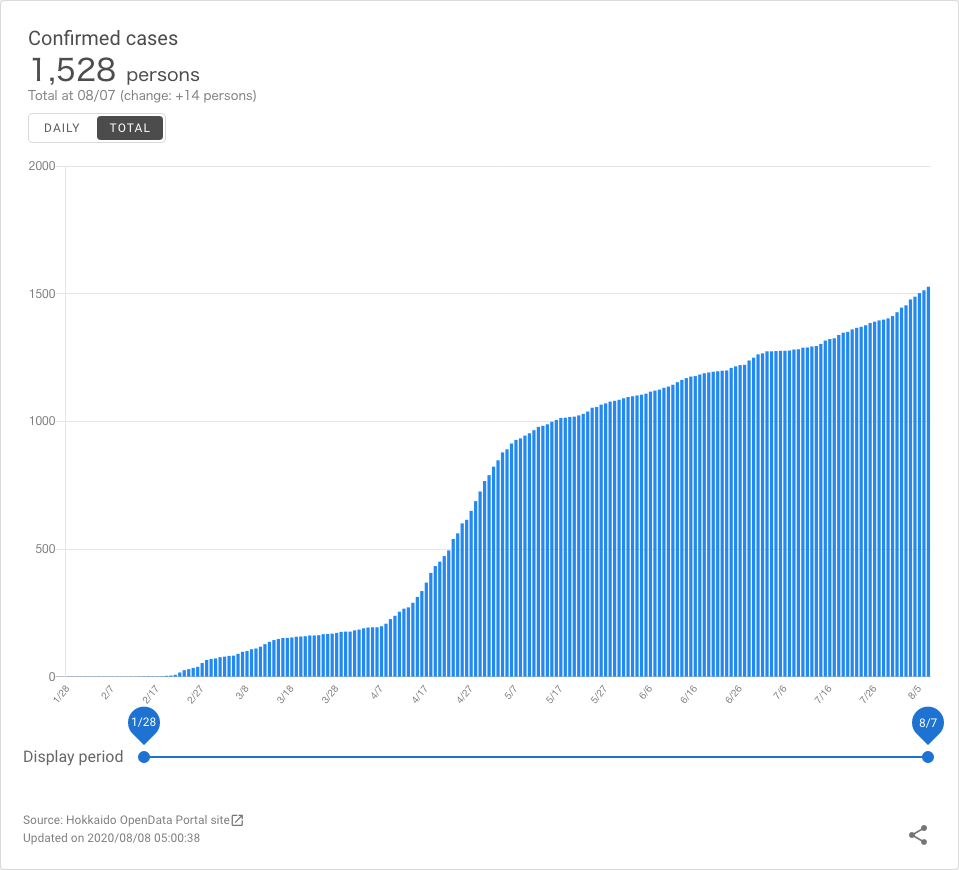 Confirmed cases
1,528 persons
Total at 08/07 (change: +14 persons)
DAILY TOTAL
2000
1500
1000
500
0
1/28 2/7 2/17 2/27 3/8 3/18 3/28 4/7 4/17 4/27 5/7 5/17 5/27 6/6 6/16 6/26 7/6 7/16 7/26 8/5
1/28 8/7
Display period
Source: Hokkaido OpenData Portal site
Updated on 2020/08/08 05:00:38